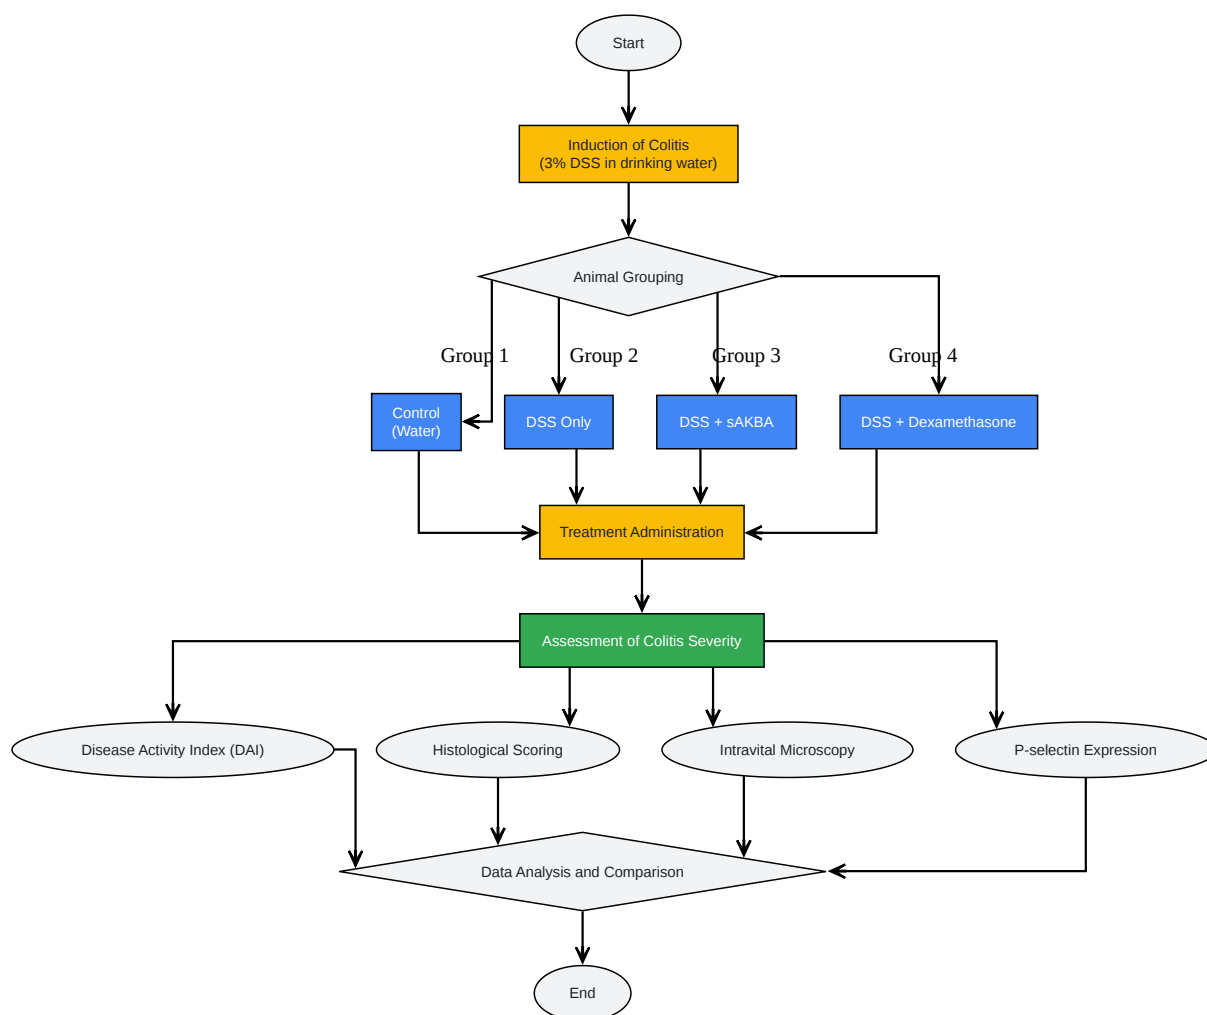 Start
Induction of Colitis
(3% DSS in drinking water)
Animal Grouping
Group 1
Group 2
Group 3
Group 4
Control
(Water)
DSS Only
DSS + sAKBA
DSS + Dexamethasone
Treatment Administration
Assessment of Colitis Severity
Disease Activity Index (DAI)
Histological Scoring
Intravital Microscopy
P-selectin Expression
Data Analysis and Comparison
End